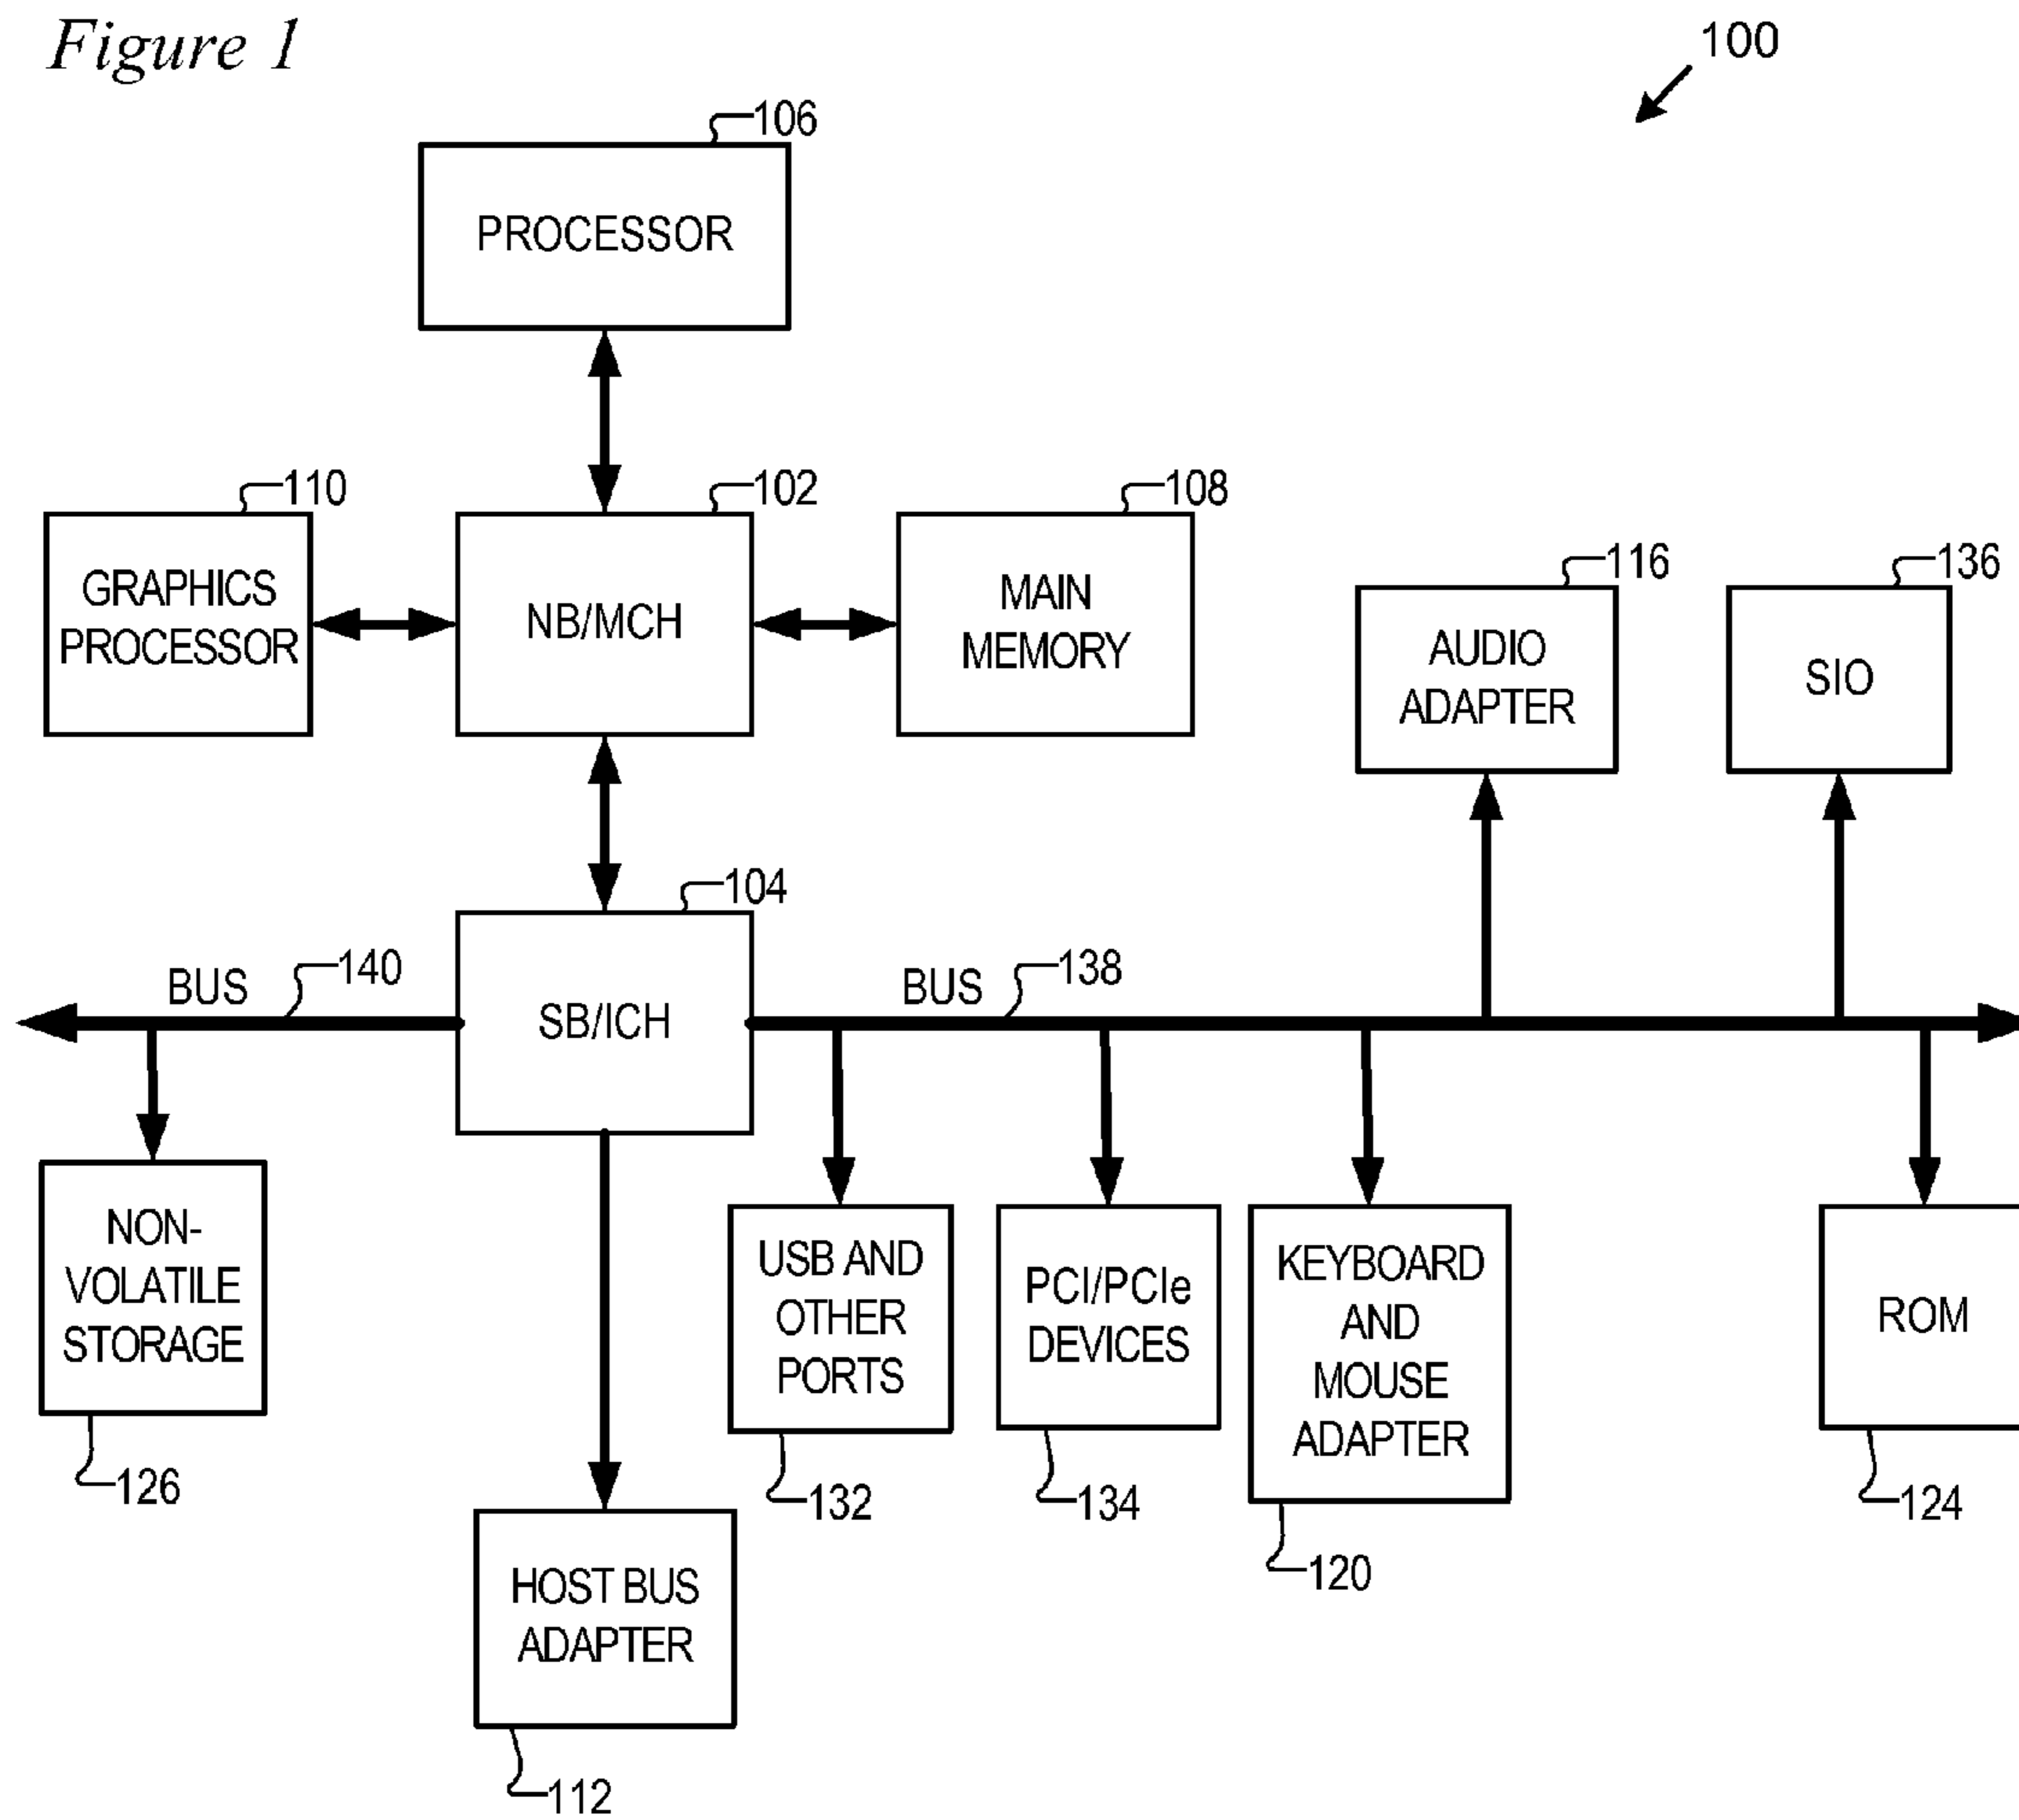 Figure 1
100
106
PROCESSOR
110
GRAPHICS
PROCESSOR
102
NB/MCH
108
MAIN
MEMORY
116
AUDIO
ADAPTER
136
SIO
104
SB/ICH
BUS
140
BUS
138
NON-
VOLATILE
STORAGE
126
USB AND
OTHER
PORTS
132
PCI/PCIe
DEVICES
134
KEYBOARD
AND
MOUSE
ADAPTER
120
ROM
124
HOST BUS
ADAPTER
112